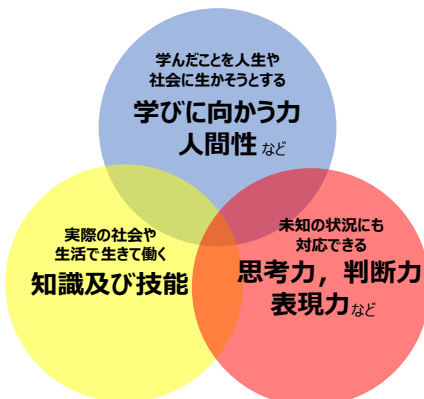 学んだことを人生や
社会に生かそうとする
学びに向かう力
人間性 など
実際の社会や
生活で生きて働く
知識及び技能
未知の状況にも
対応できる
思考力，判断力
表現力など